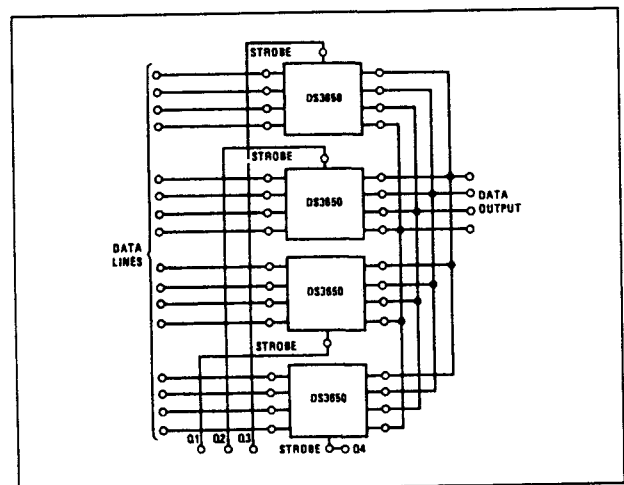 STROBE
DS3650
STROBE
DS3650
DATA
OUTPUT
DATA
LINES
DS3650
STROBE
DS3650
Q1 Q2 Q3
STROBE Q4